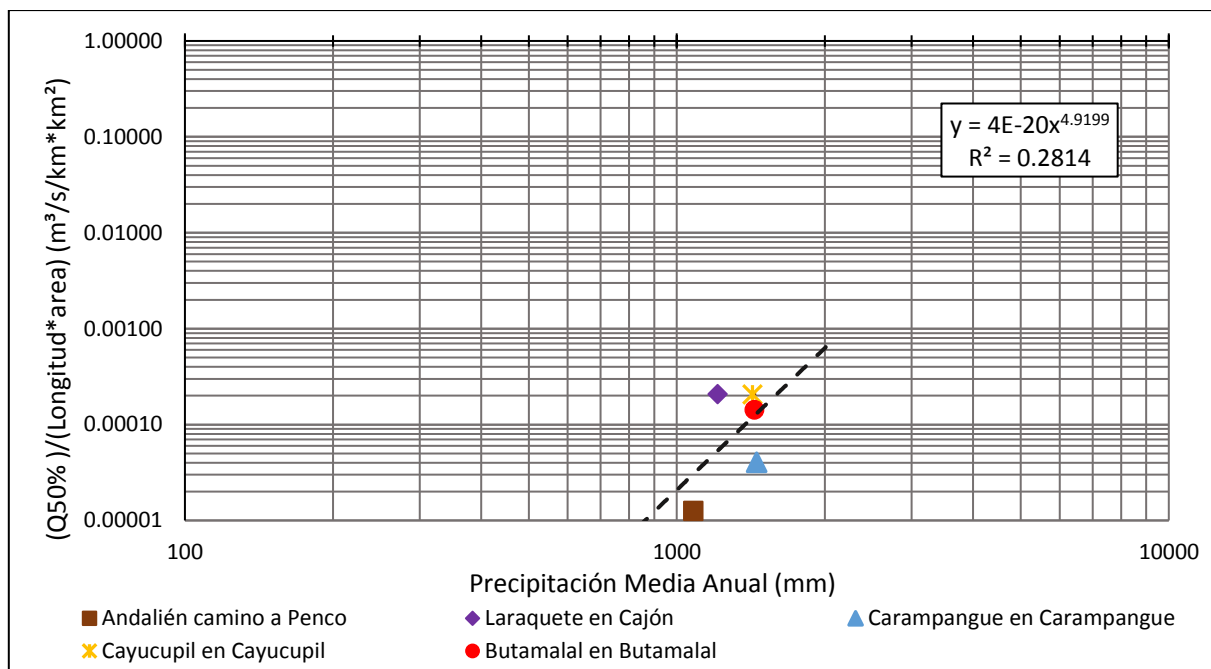 (Q50% )/(Longitud*area) (m³/s/km*km²)
1.00000
0.10000
0.01000
0.00100
0.00010
0.00001
y = 4E-20x^4.9199
R² = 0.2814
100 1000 10000
Precipitación Media Anual (mm)
Andalién camino a Penco Laraquete en Cajón Carampangue en Carampangue
Cayucupil en Cayucupil Butamalal en Butamalal